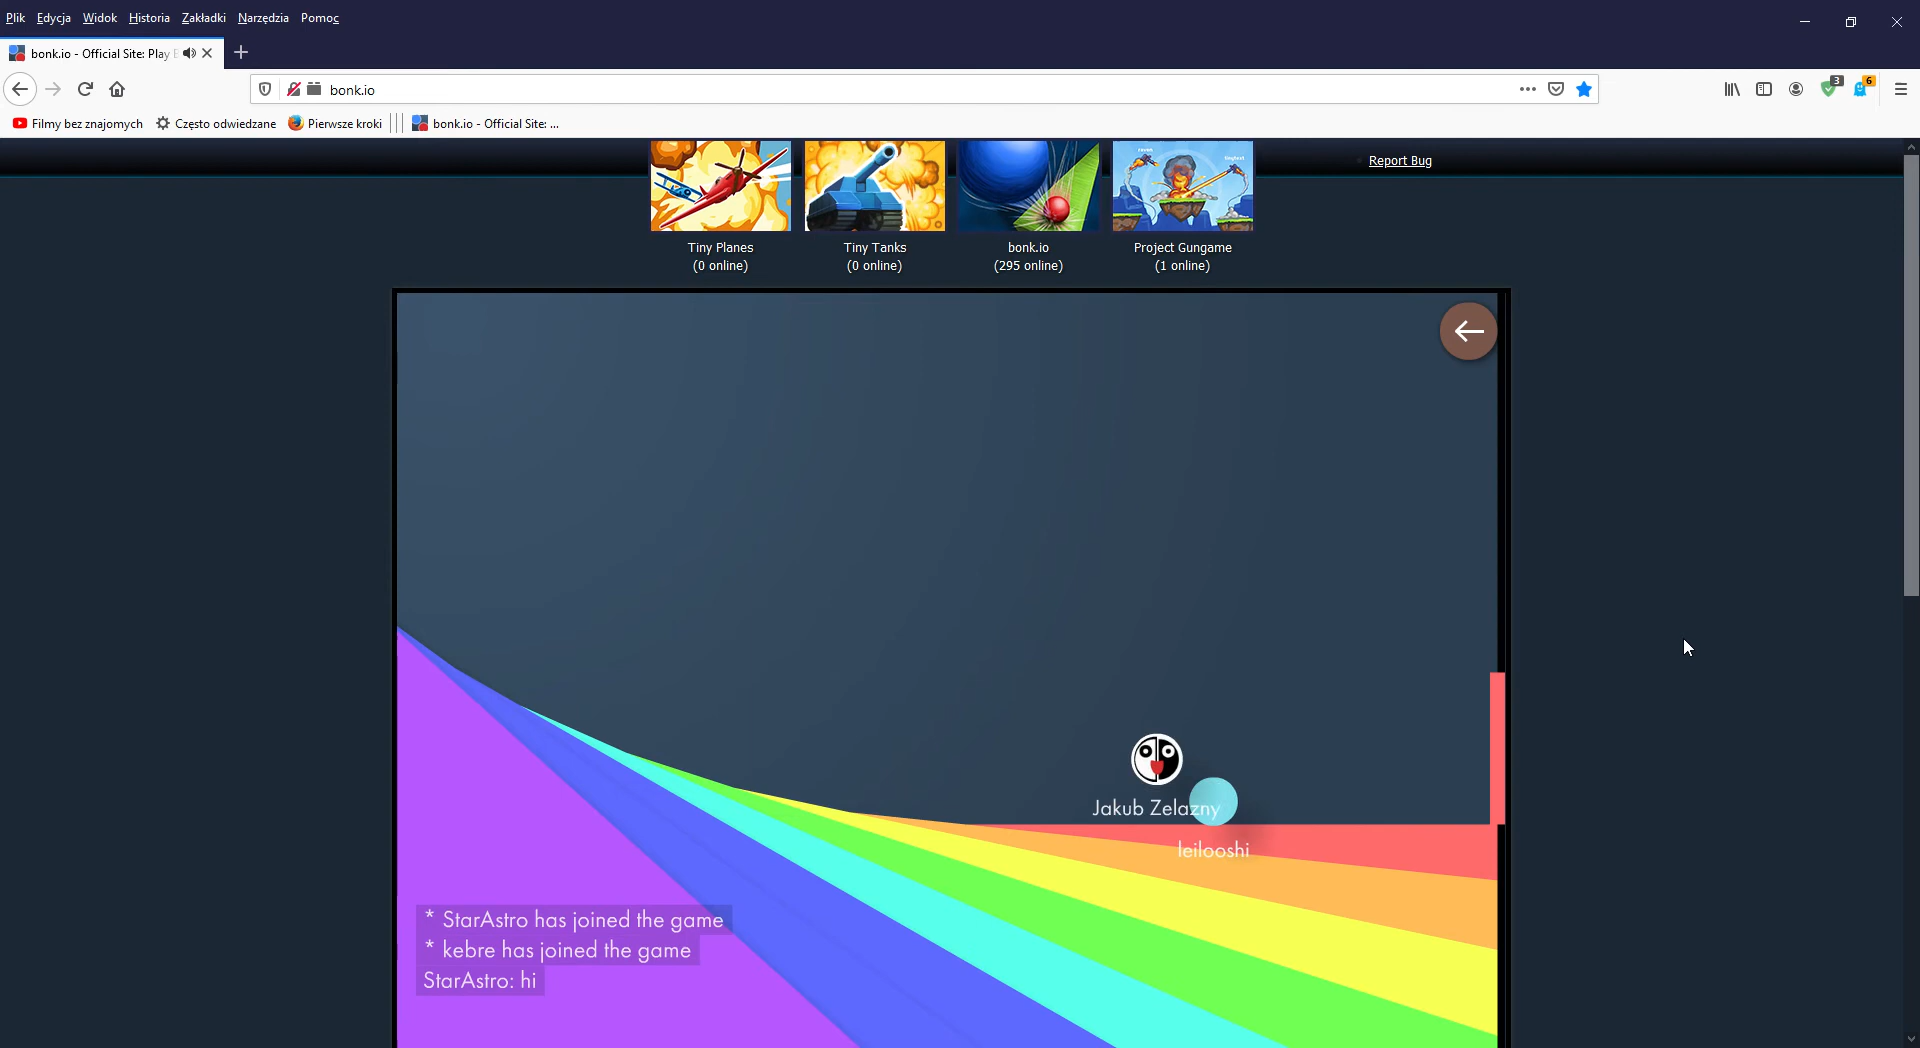 Plik Edycja Widok Historia Zakładki Narzędzia Pomoc
bonk.io - Official Site: Play
bonk.io
3
6
Filmy bez znajomych Często odwiedzane Pierwsze kroki bonk.io - Official Site: ...
Report Bug
Tiny Planes
(0 online)
Tiny Tanks
(0 online)
bonk.io
(295 online)
Project Gungame
(1 online)
Jakub Zelazny
leilooshi
* StarAstro has joined the game
* kebre has joined the game
StarAstro: hi